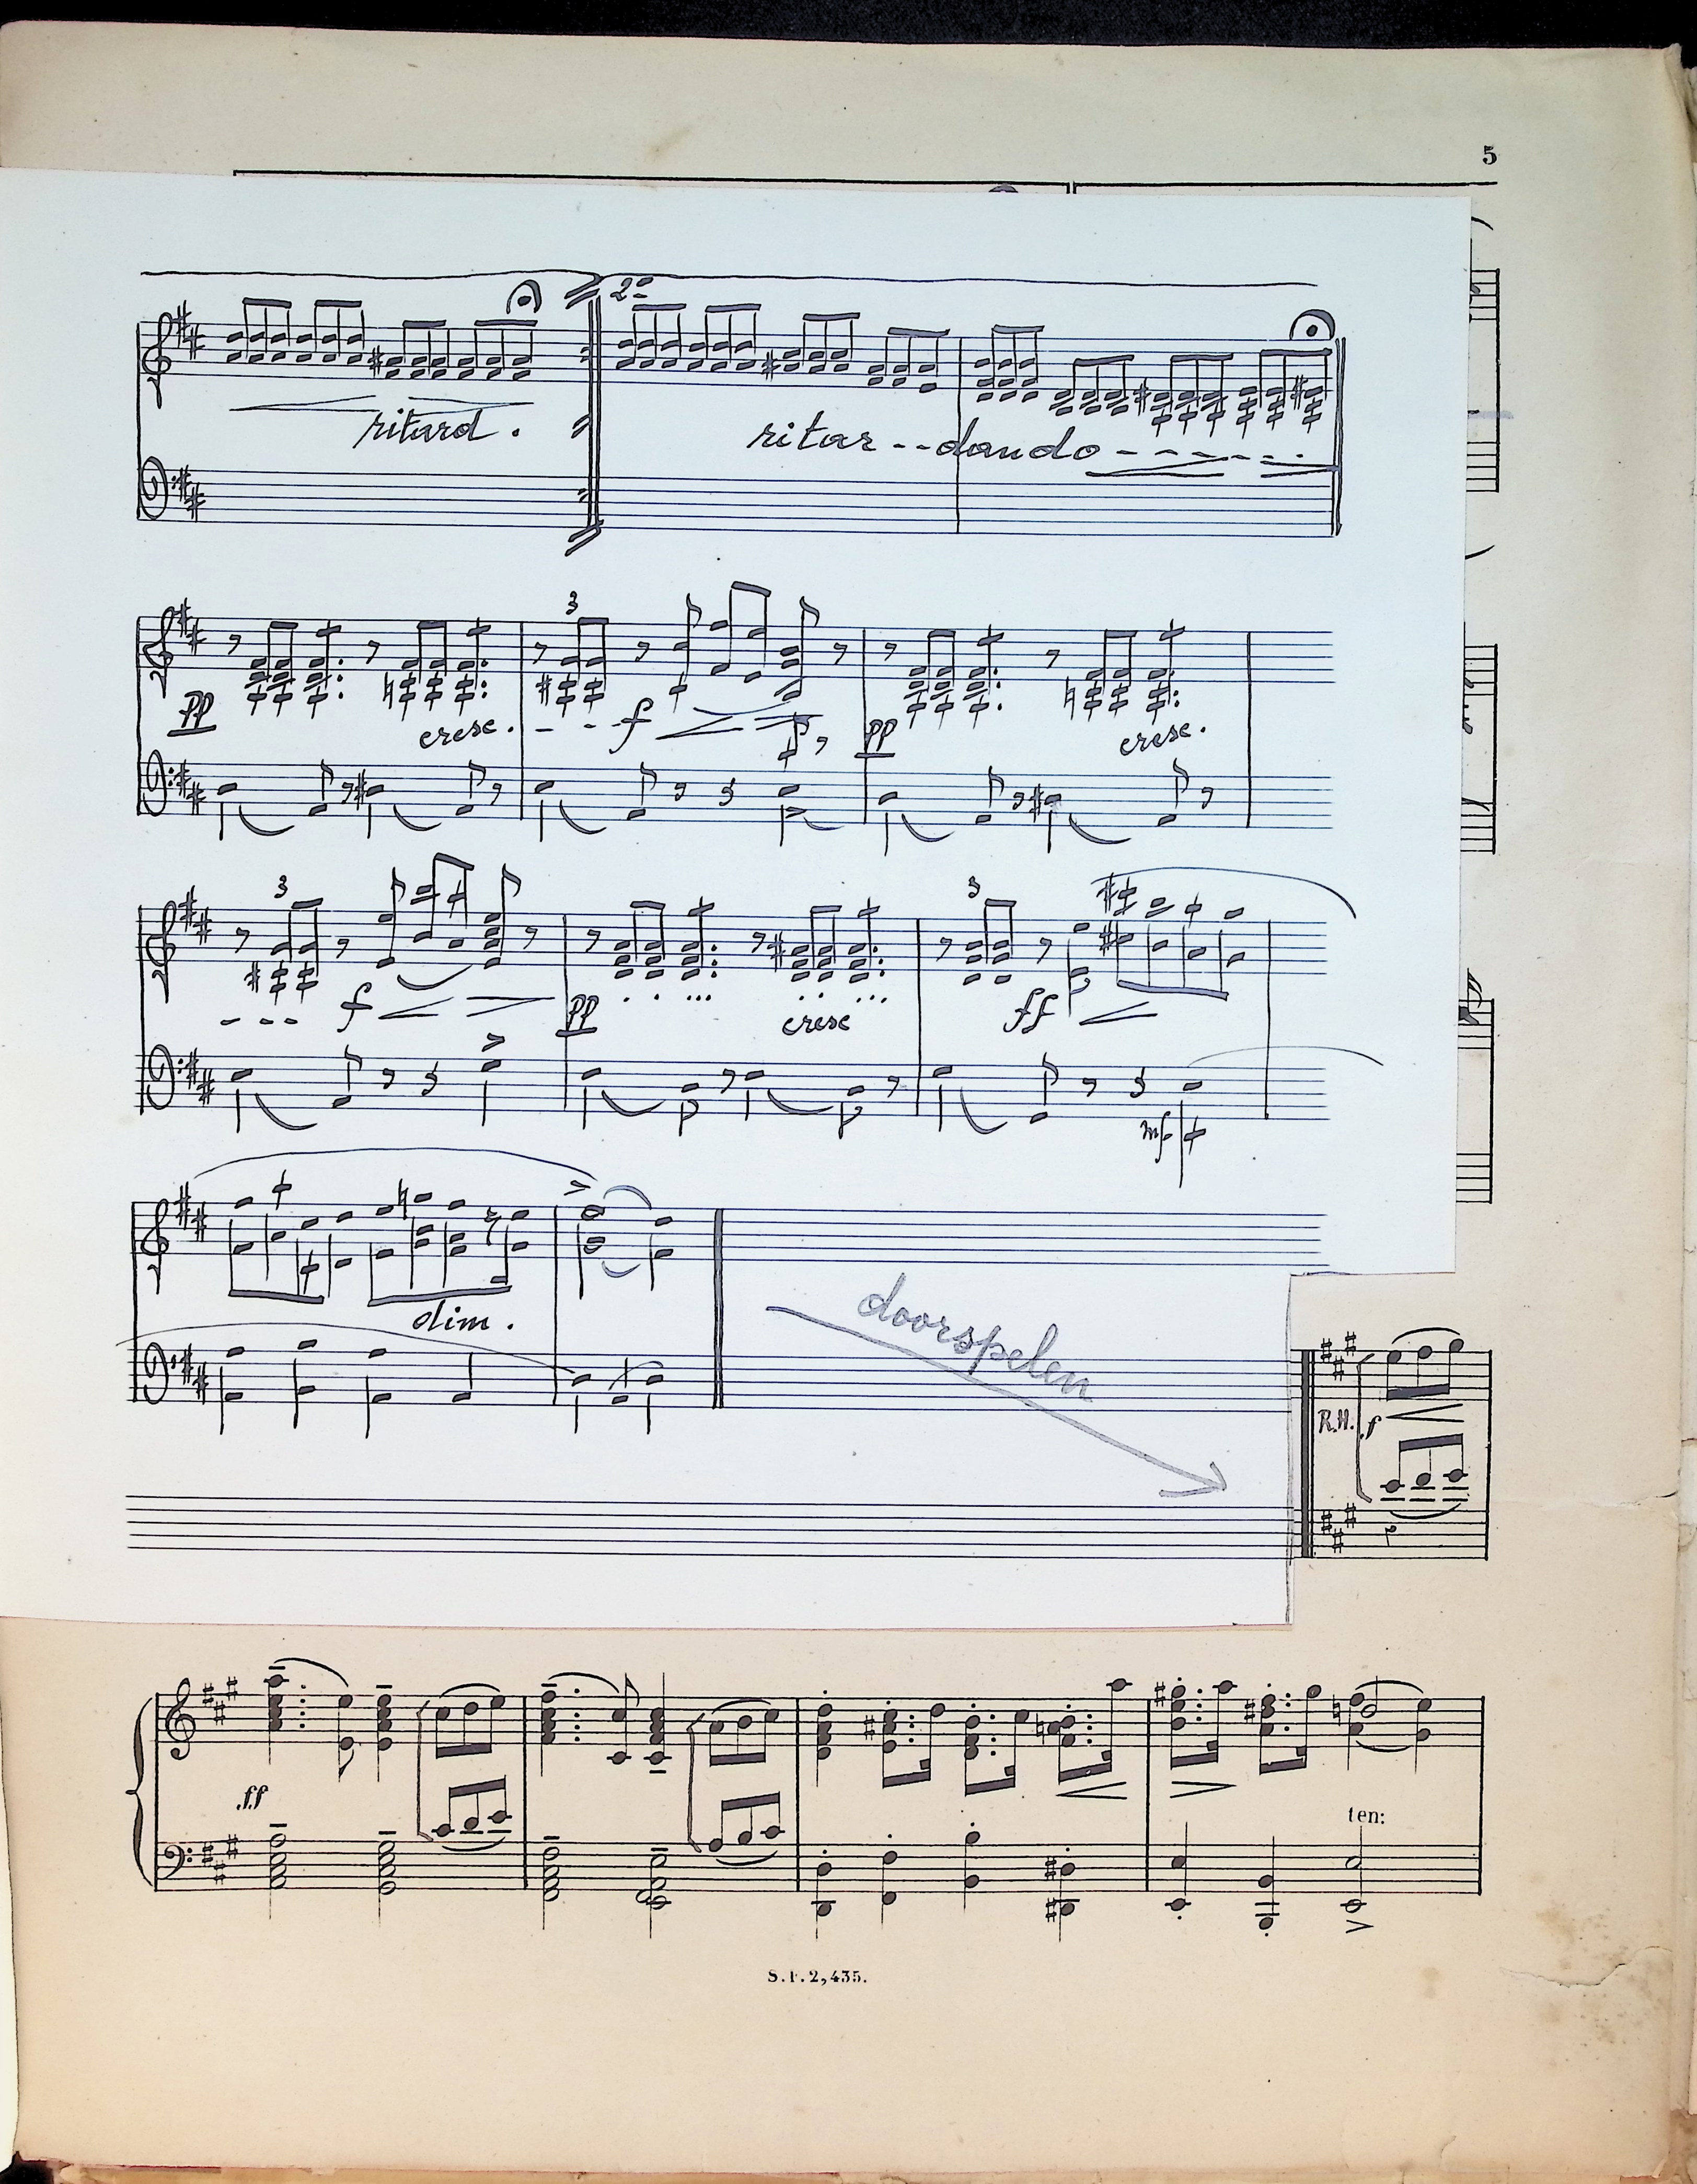 5
2=
ritard.
ritar--dando-----.
3
pp
cresc. - - - f
pp
cresc.
3
3
- --- f
pp
cresc
ff
mf
dim.
doorspelen
R.H. f
ff
ten:
S.F.2,435.